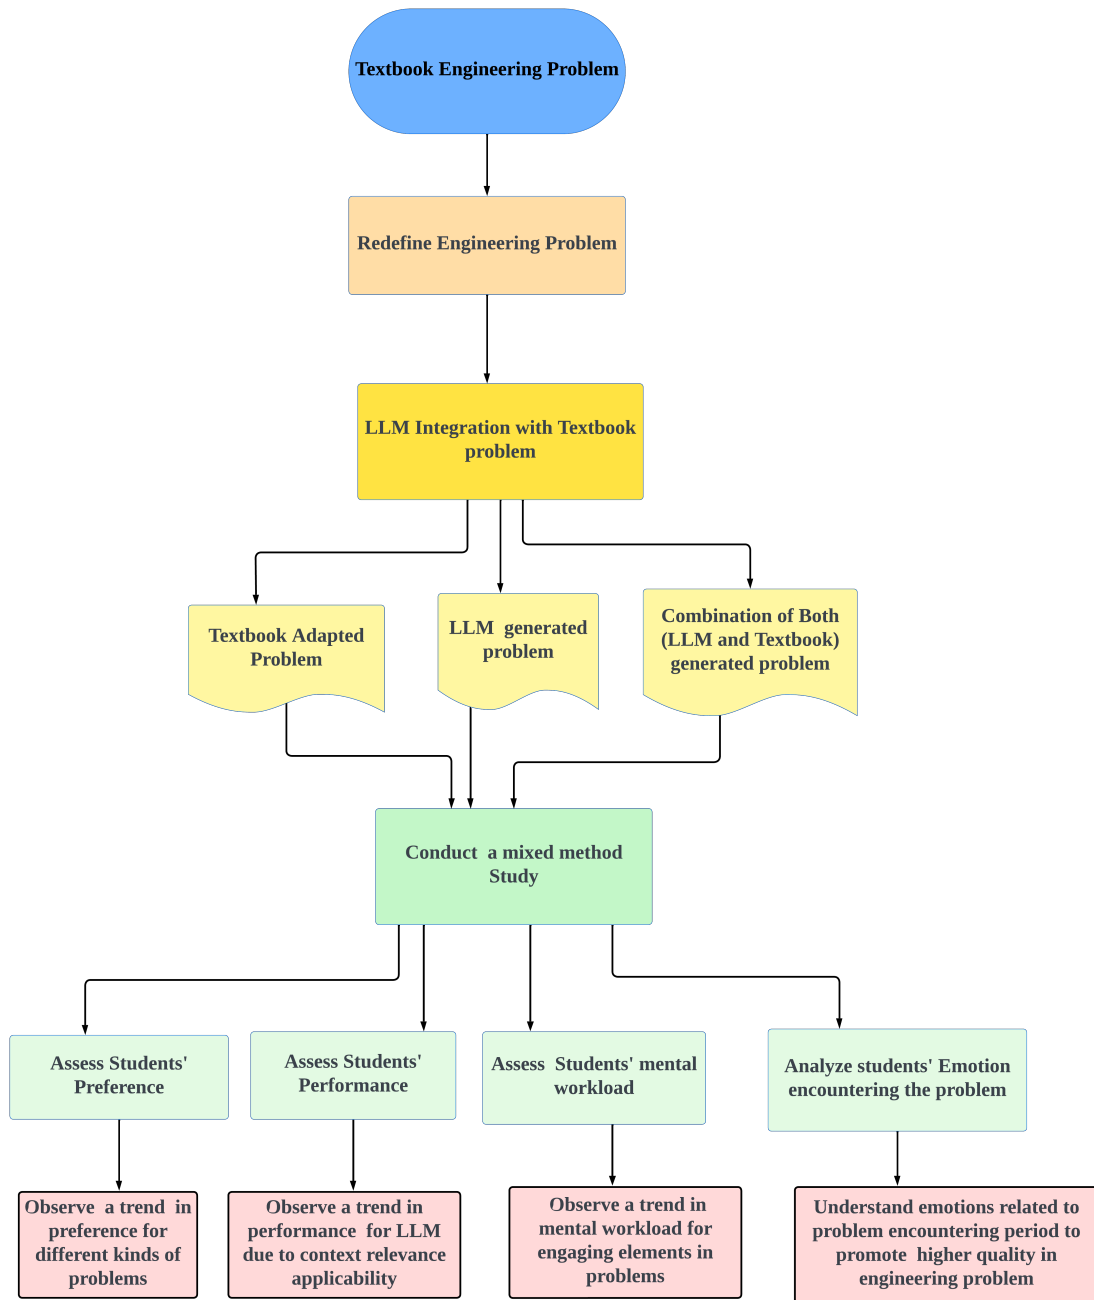 Textbook Engineering Problem
Redefine Engineering Problem
LLM Integration with Textbook
problem
Textbook Adapted
Problem
LLM generated
problem
Combination of Both
(LLM and Textbook)
generated problem
Conduct a mixed method
Study
Assess Students'
Preference
Assess Students'
Performance
Assess Students' mental
workload
Analyze students' Emotion
encountering the problem
Observe a trend in
preference for
different kinds of
problems
Observe a trend in
performance for LLM
due to context relevance
applicability
Observe a trend in
mental workload for
engaging elements in
problems
Understand emotions related to
problem encountering period to
promote higher quality in
engineering problem